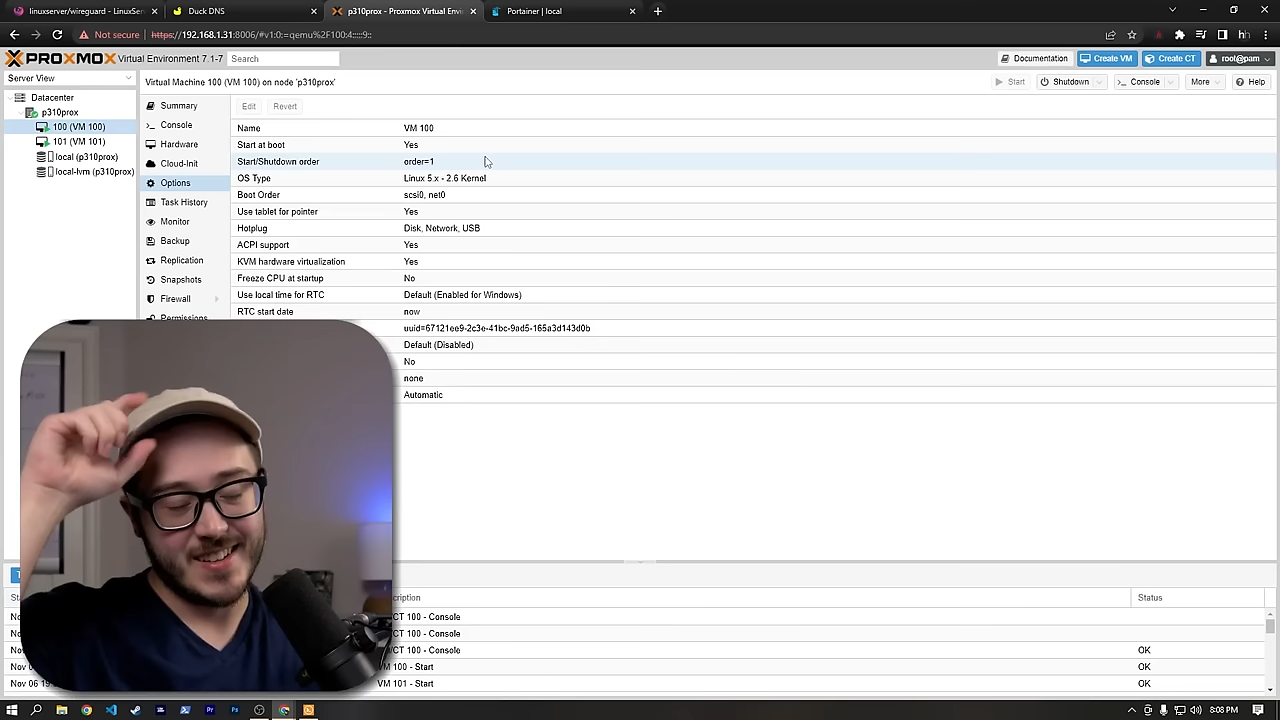 linuxserver/wireguard - LinuxSer
Duck DNS
p310prox - Proxmox Virtual Envi
Portainer | local
Not secure
https://192.168.1.31:8006/#v1:0:=qemu%2F100:4:::::9::
PROXMOX Virtual Environment 7.1-7
Search
Documentation
Create VM
Create CT
root@pam
Server View
Virtual Machine 100 (VM 100) on node 'p310prox'
Start
Shutdown
Console
More
Help
Datacenter
p310prox
100 (VM 100)
101 (VM 101)
local (p310prox)
local-lvm (p310prox)
Summary
Console
Hardware
Cloud-Init
Options
Task History
Monitor
Backup
Replication
Snapshots
Firewall
Permissions
Edit
Revert
Name VM 100
Start at boot Yes
Start/Shutdown order order=1
OS Type Linux 5.x - 2.6 Kernel
Boot Order scsi0, net0
Use tablet for pointer Yes
Hotplug Disk, Network, USB
ACPI support Yes
KVM hardware virtualization Yes
Freeze CPU at startup No
Use local time for RTC Default (Enabled for Windows)
RTC start date now
uuid=67121ee9-2c3e-41bc-9ad5-165a3d143d0b
Default (Disabled)
No
none
Automatic
Status
CT 100 - Console
CT 100 - Console
CT 100 - Console OK
VM 100 - Start OK
Nov 06 VM 101 - Start OK
8:08 PM